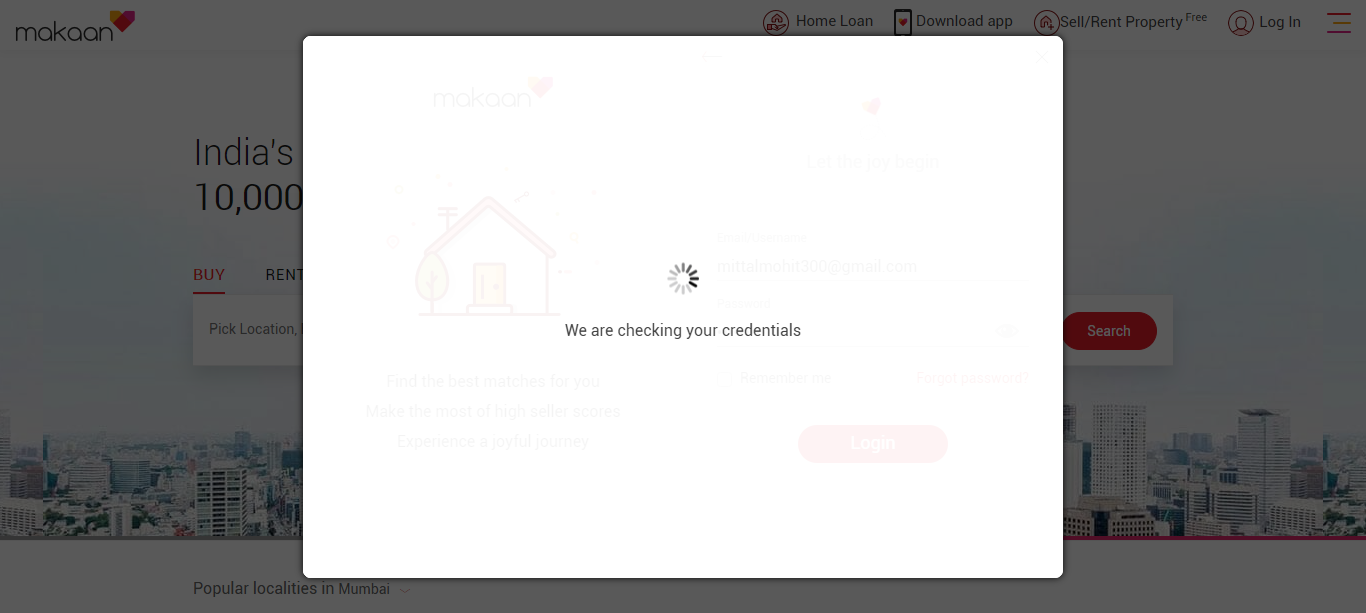 makaan
Home Loan
Download app
Sell/Rent Property Free
Log In
makaan
Let the joy begin
India's
10,000
mittalmohit300@gmail.com
BUY
RENT
Password
Pick Location,
We are checking your credentials
Search
Remember me
Forgot password?
Find the best matches for you
Make the most of high seller scores
Experience a joyful journey
Login
Popular localities in Mumbai